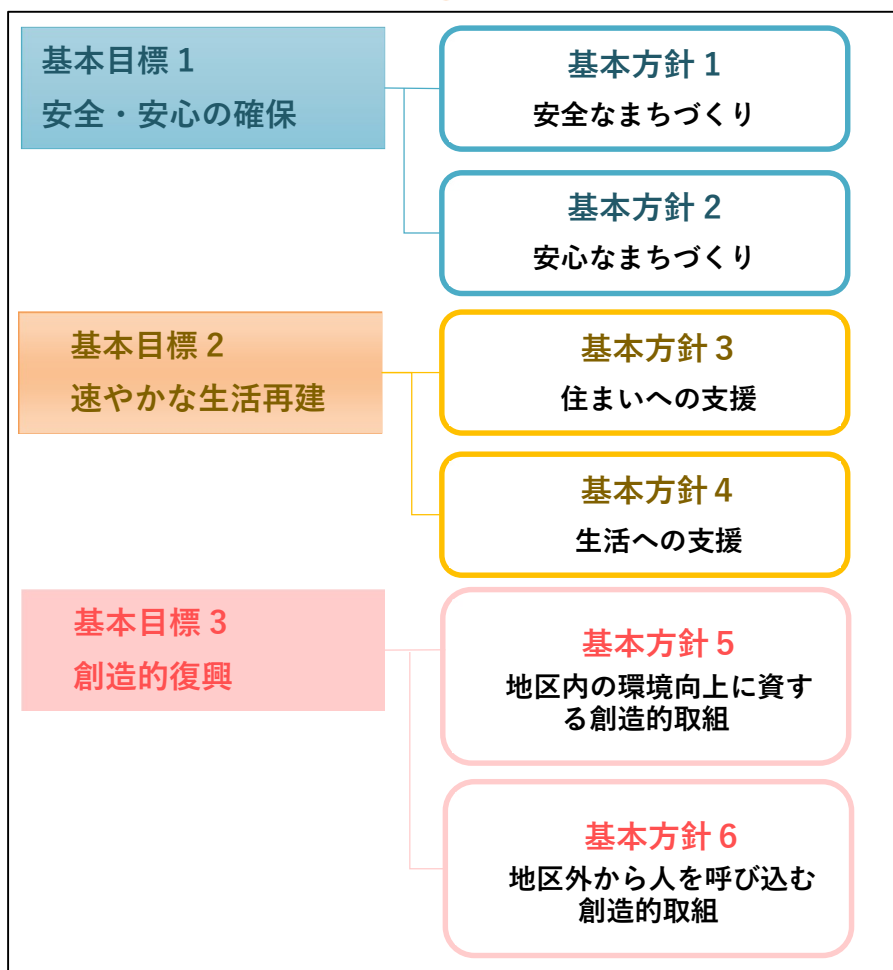 基本目標１
安全・安心の確保
基本方針１
安全なまちづくり
基本方針２
安心なまちづくり
基本目標２
速やかな生活再建
基本方針３
住まいへの支援
基本方針４
生活への支援
基本目標３
創造的復興
基本方針５
地区内の環境向上に資す
る創造的取組
基本方針６
地区外から人を呼び込む
創造的取組